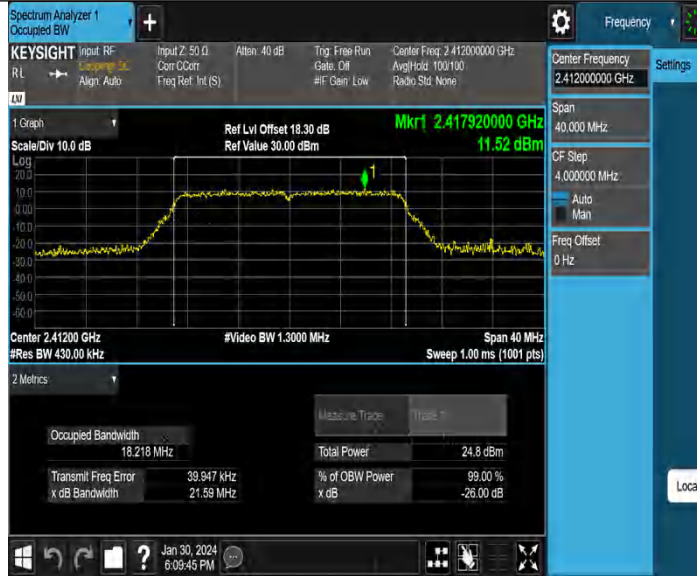 Spectrum Analyzer 1
Occupied BW
+
Frequency
KEYSIGHT
Input: RF
Coupling: DC
Align: Auto
Input Z: 50 Ω
Corr CCorr
Freq Ref: Int (S)
Atten: 40 dB
Trig: Free Run
Gate: Off
#IF Gain: Low
Center Freq: 2.412000000 GHz
Avg|Hold: 100/100
Radio Std: None
RL
LNI
Center Frequency
2.412000000 GHz
Settings
Span
40.000 MHz
CF Step
4.000000 MHz
Auto
Man
Freq Offset
0 Hz
1 Graph
Scale/Div 10.0 dB
Ref Lvl Offset 18.30 dB
Ref Value 30.00 dBm
Mkr1 2.417920000 GHz
11.52 dBm
Log
20.0
10.0
0.00
-10.0
-20.0
-30.0
-40.0
-50.0
-60.0
1
Center 2.41200 GHz
#Res BW 430.00 kHz
#Video BW 1.3000 MHz
Span 40 MHz
Sweep 1.00 ms (1001 pts)
2 Metrics
Measure Trace
Trace 1
Occupied Bandwidth
18.218 MHz
Total Power
24.8 dBm
Transmit Freq Error
39.947 kHz
% of OBW Power
99.00 %
x dB Bandwidth
21.59 MHz
x dB
-26.00 dB
Loca
?
Jan 30, 2024
6:09:45 PM